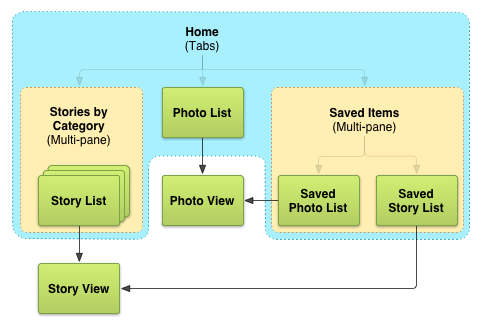 Home
(Tabs)
Stories by
Category
(Multi-pane)
Photo List
Saved Items
(Multi-pane)
Story List
Photo View
Saved
Photo List
Saved
Story List
Story View